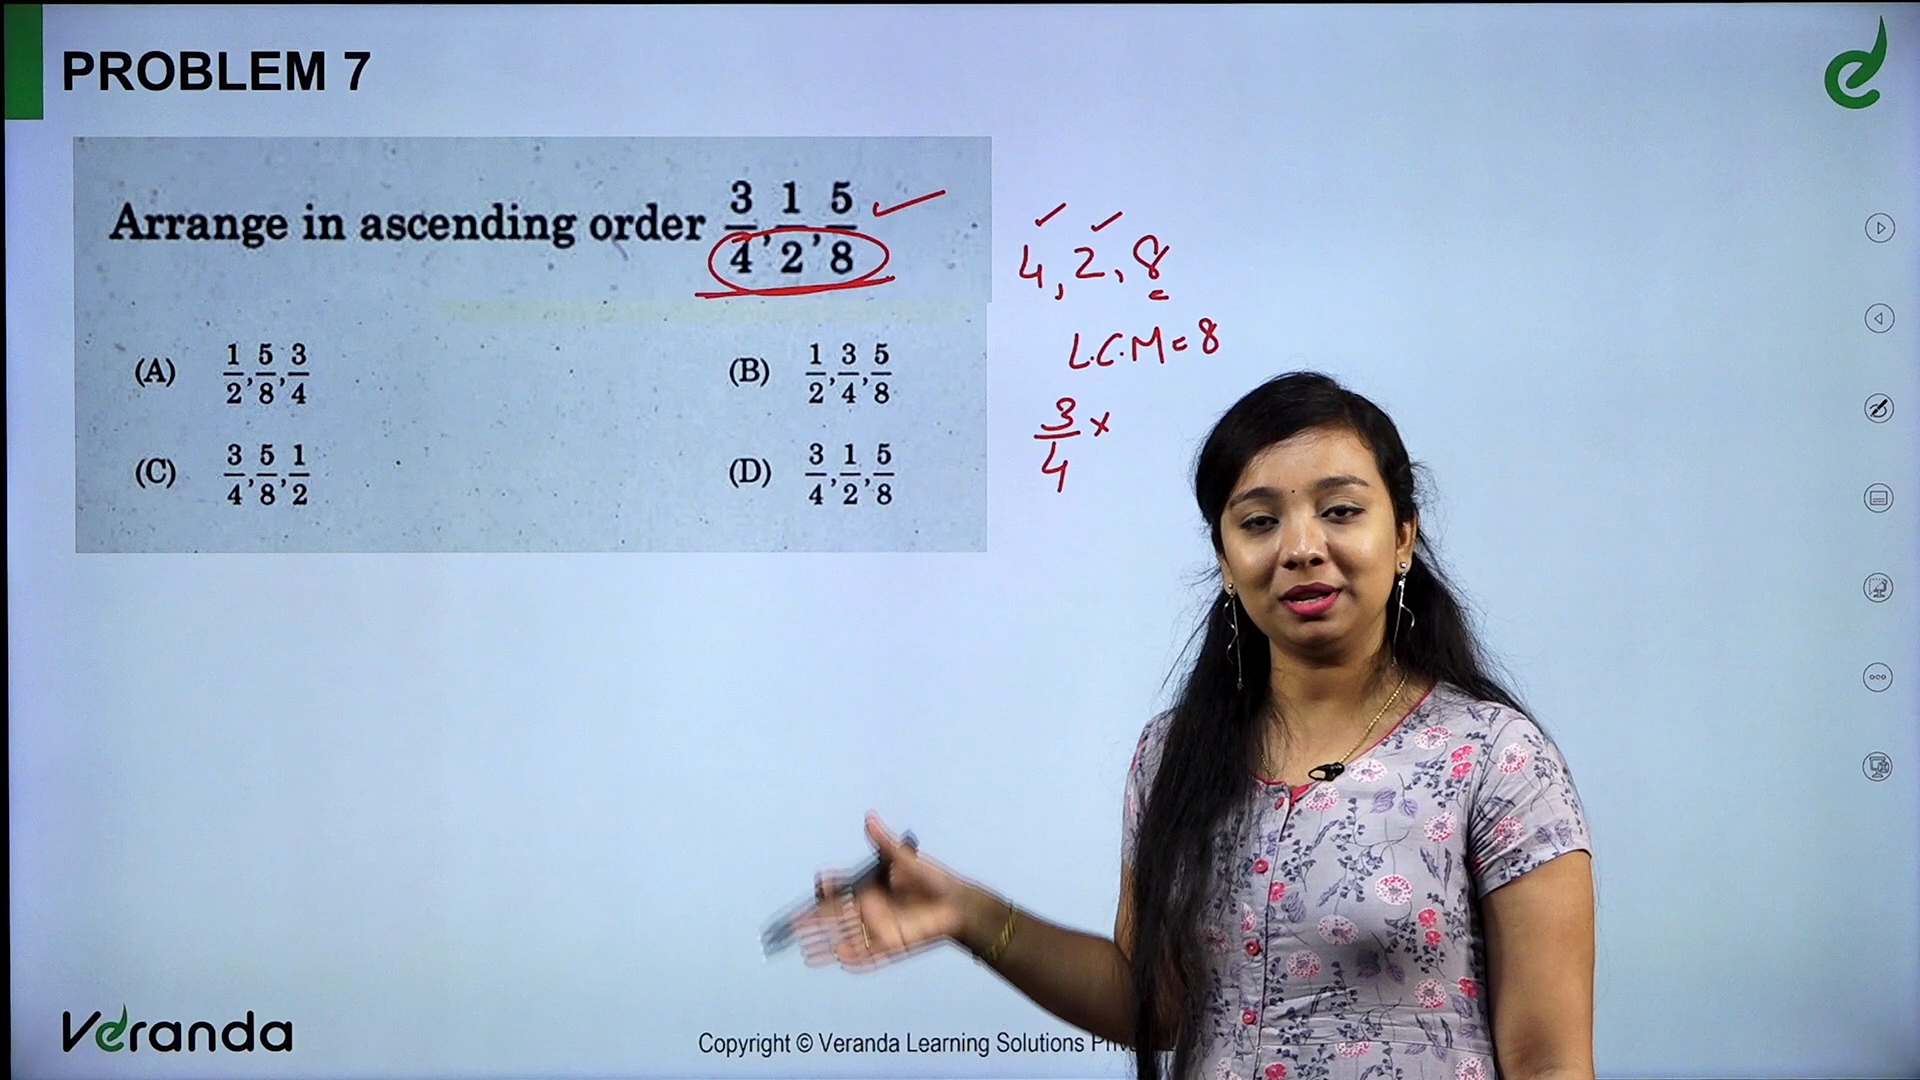 PROBLEM 7
Arrange in ascending order 3/4, 1/2, 5/8
(A) 1/2, 5/8, 3/4
(B) 1/2, 3/4, 5/8
(C) 3/4, 5/8, 1/2
(D) 3/4, 1/2, 5/8
4, 2, 8
L.C.M = 8
3/4 ×
Veranda
Copyright © Veranda Learning Solutions